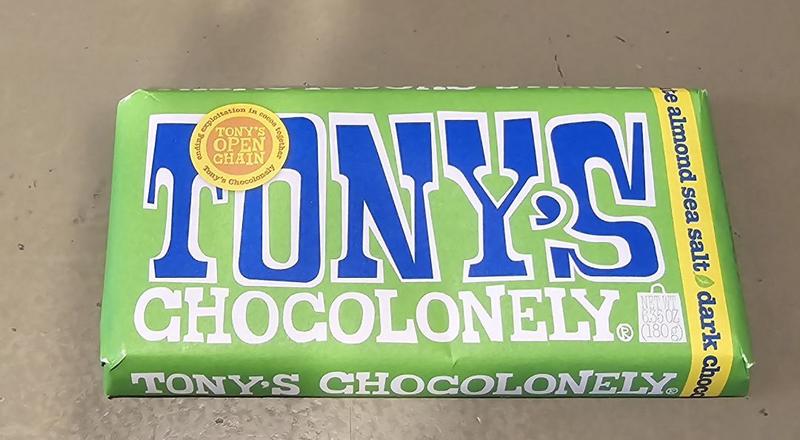 ending exploitation in cocoa together
TONY'S
OPEN
CHAIN
Tony's Chocolonely
TONY'S
CHOCOLONELY®
NET WT
6.35 OZ
(180 g)
almond sea salt dark choc
TONY'S CHOCOLONELY®